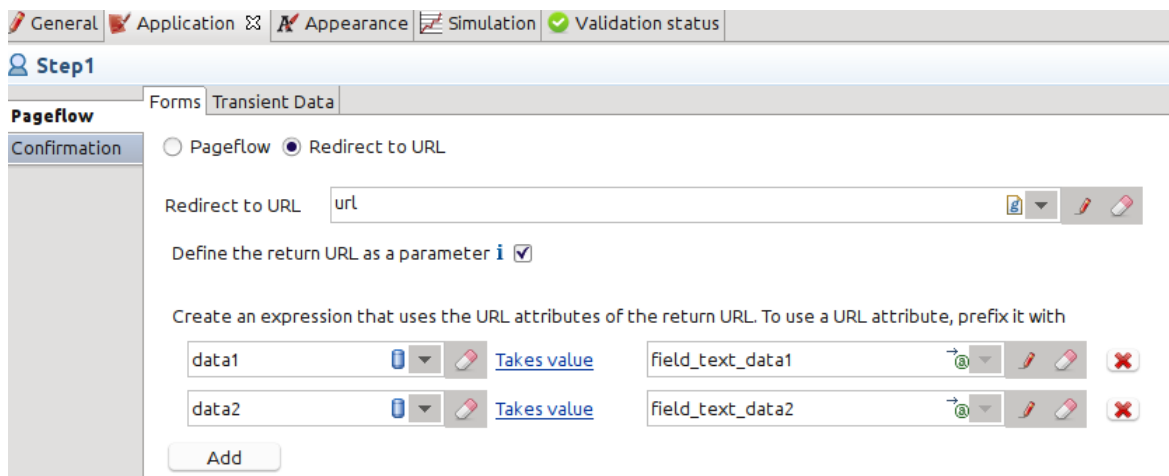 General Application Appearance Simulation Validation status
Step1
Forms Transient Data
Pageflow
Confirmation
Pageflow Redirect to URL
Redirect to URL url
Define the return URL as a parameter i
Create an expression that uses the URL attributes of the return URL. To use a URL attribute, prefix it with
data1 Takes value field_text_data1
data2 Takes value field_text_data2
Add